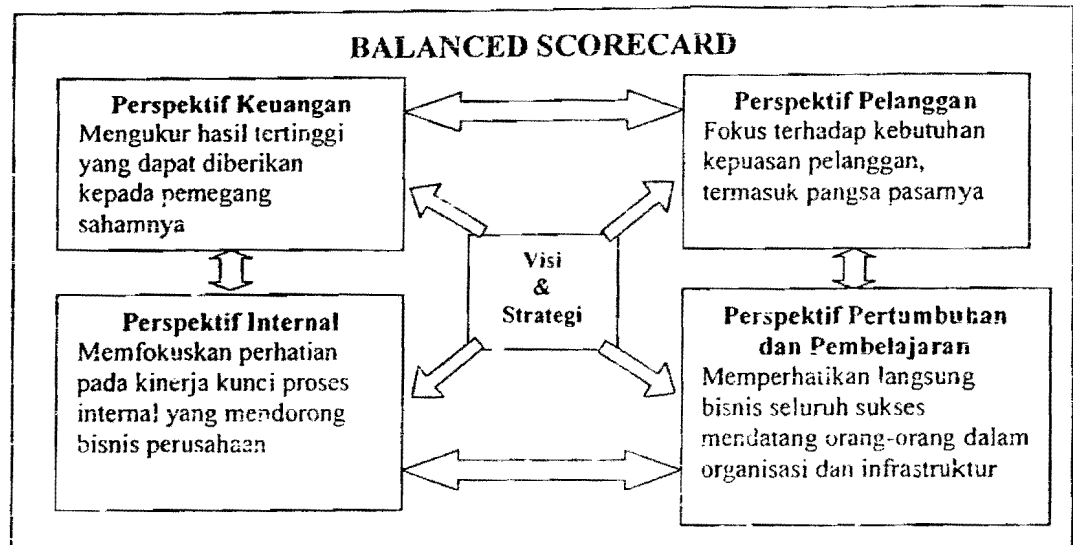 BALANCED SCORECARD
Perspektif Keuangan
Mengukur hasil tertinggi
yang dapat diberikan
kepada pemegang
sahamnya
Perspektif Pelanggan
Fokus terhadap kebutuhan
kepuasan pelanggan,
termasuk pangsa pasarnya
Visi
&
Strategi
Perspektif Internal
Memfokuskan perhatian
pada kinerja kunci proses
internal yang mendorong
bisnis perusahaan
Perspektif Pertumbuhan
dan Pembelajaran
Memperhatikan langsung
bisnis seluruh sukses
mendatang orang-orang dalam
organisasi dan infrastruktur